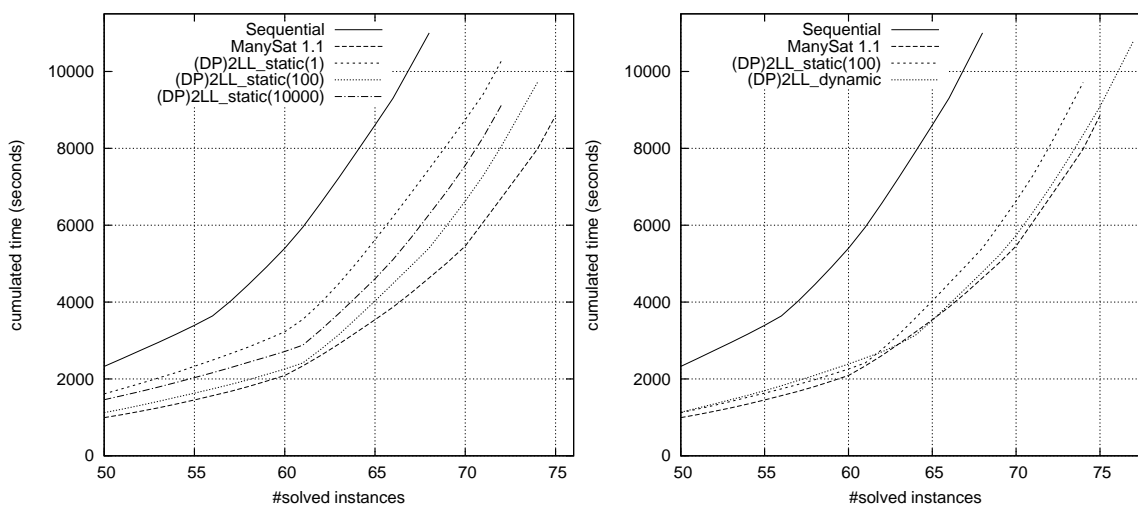 Sequential
ManySat 1.1
(DP)2LL_static(1)
(DP)2LL_static(100)
(DP)2LL_static(10000)
10000
8000
6000
4000
2000
0
50 55 60 65 70 75
cumulated time (seconds)
#solved instances
Sequential
ManySat 1.1
(DP)2LL_static(100)
(DP)2LL_dynamic
10000
8000
6000
4000
2000
0
50 55 60 65 70 75
cumulated time (seconds)
#solved instances